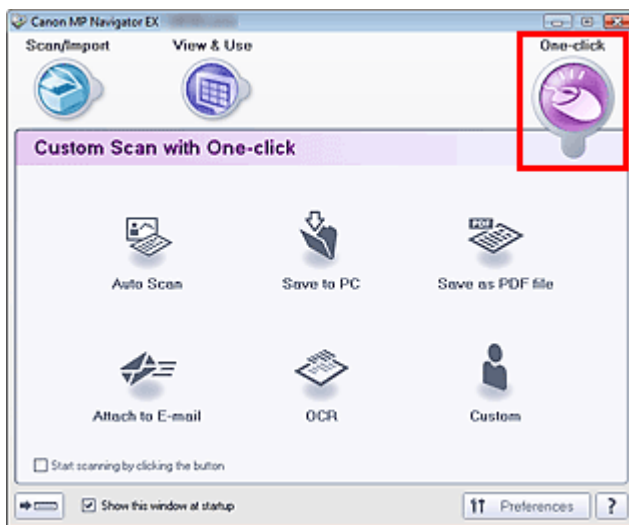 Canon MP Navigator EX
Scan/Import View & Use One-click
Custom Scan with One-click
Auto Scan Save to PC PDF Save as PDF file
Attach to E-mail OCR Custom
Start scanning by clicking the button
Show this window at startup Preferences ?